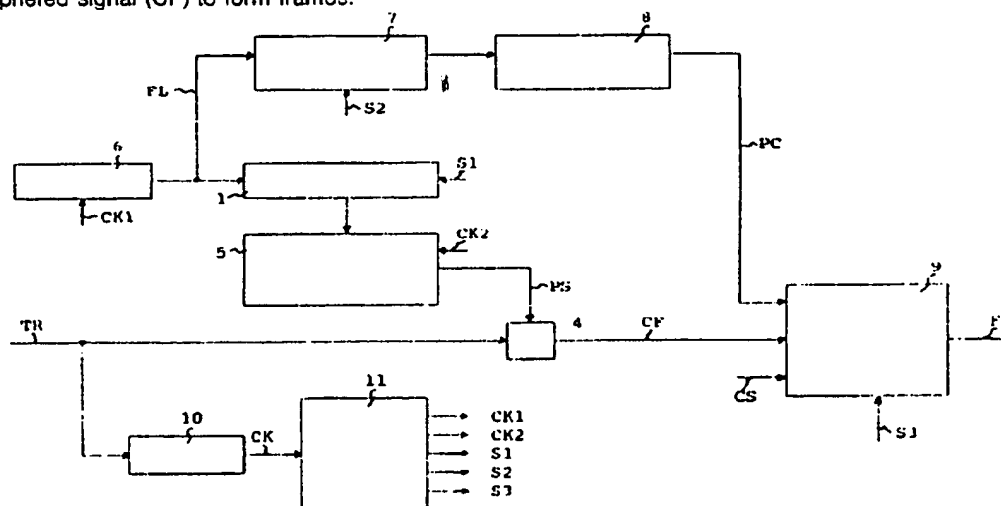 phered signal (CF) to form frames.
7
8
FL
S2
PC
6
S1
1
CK1
5
CK2
PS
9
TR
4
CF
F
CS
11
10
CK
CK1
CK2
S1
S2
S3
S3